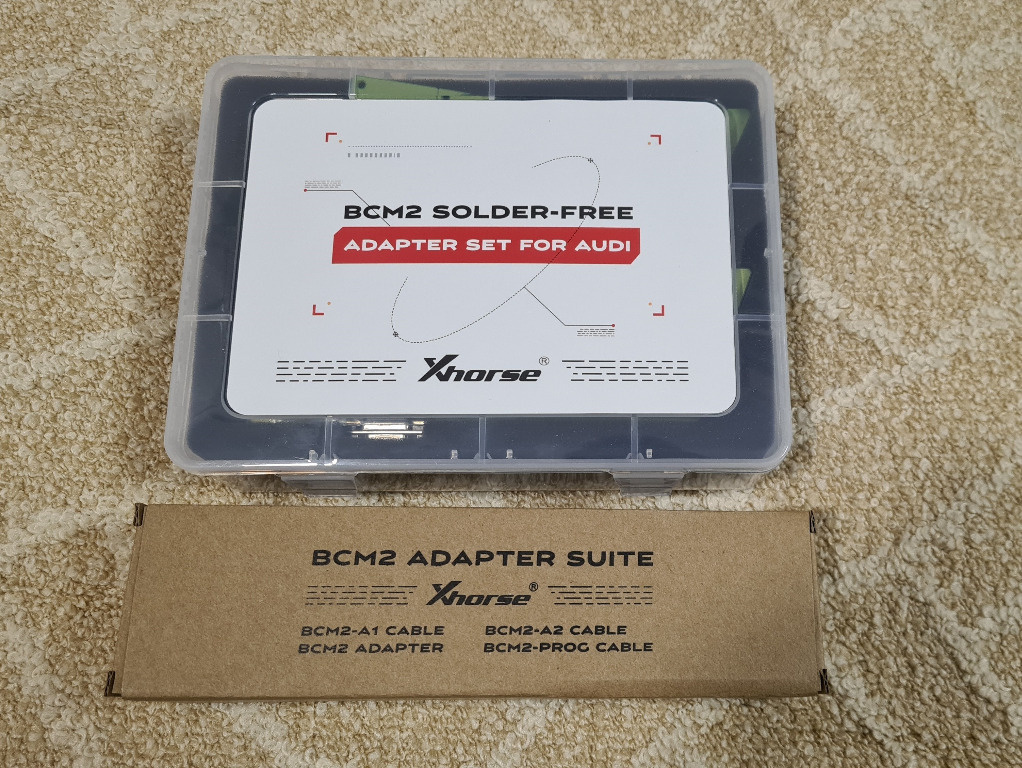 BCM2 SOLDER-FREE
ADAPTER SET FOR AUDI
Xhorse®
BCM2 ADAPTER SUITE
Xhorse®
BCM2-A1 CABLE BCM2-A2 CABLE
BCM2 ADAPTER BCM2-PROG CABLE